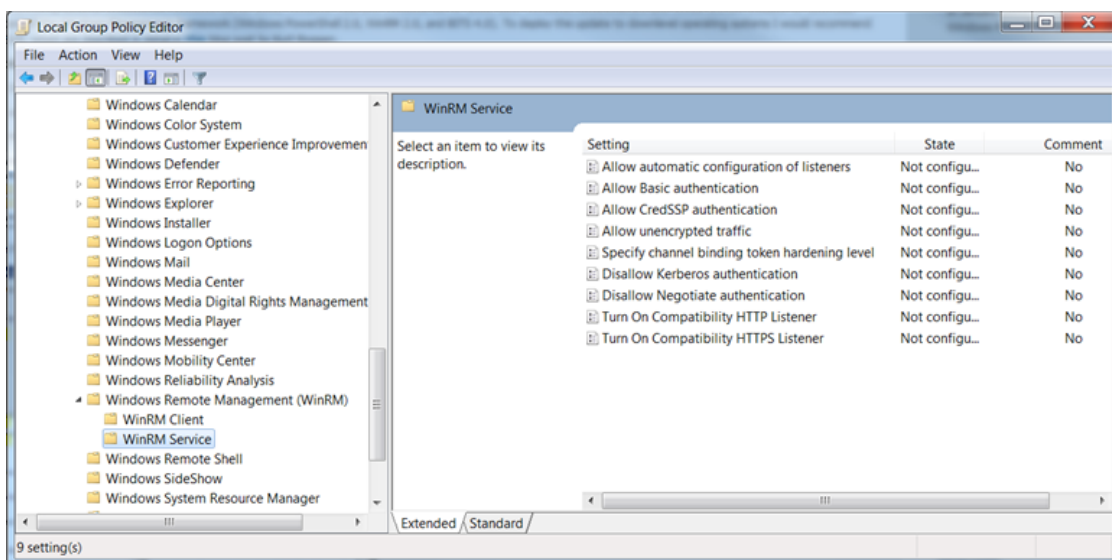 Local Group Policy Editor
File Action View Help
Windows Calendar
Windows Color System
Windows Customer Experience Improvemen
Windows Defender
Windows Error Reporting
Windows Explorer
Windows Installer
Windows Logon Options
Windows Mail
Windows Media Center
Windows Media Digital Rights Management
Windows Media Player
Windows Messenger
Windows Mobility Center
Windows Reliability Analysis
Windows Remote Management (WinRM)
WinRM Client
WinRM Service
Windows Remote Shell
Windows SideShow
Windows System Resource Manager
WinRM Service
Select an item to view its
description.
Setting State Comment
Allow automatic configuration of listeners Not configu... No
Allow Basic authentication Not configu... No
Allow CredSSP authentication Not configu... No
Allow unencrypted traffic Not configu... No
Specify channel binding token hardening level Not configu... No
Disallow Kerberos authentication Not configu... No
Disallow Negotiate authentication Not configu... No
Turn On Compatibility HTTP Listener Not configu... No
Turn On Compatibility HTTPS Listener Not configu... No
Extended Standard
9 setting(s)